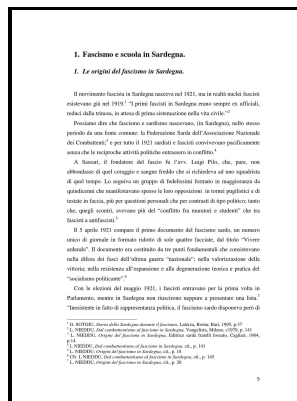 1. Fascismo e scuola in Sardegna.
1. Le origini del fascismo in Sardegna.
Il movimento fascista in Sardegna nasceva nel 1921, ma in realtà nuclei fascisti
esistevano già nel 1919.¹ "I primi fascisti in Sardegna erano sempre ex ufficiali,
reduci dalla trincea, in attesa di prima sistemazione nella vita civile."²
Possiamo dire che fascismo e sardismo nascevano, (in Sardegna), nello stesso
periodo da una fonte comune: la Federazione Sarda dell'Associazione Nazionale
dei Combattenti;³ e per tutto il 1921 sardisti e fascisti convivevano pacificamente
senza che le reciproche attività politiche entrassero in conflitto.⁴
A Sassari, il fondatore del fascio fu l'avv. Luigi Pilo, che, pare, non
abbondasse di quel coraggio e sangue freddo che si richiedeva ad uno squadrista
di quel tempo. Lo seguiva un gruppo di fedelissimi formato in maggioranza da
quindicenni che manifestavano spesso le loro opposizioni in tornei pugilistici e di
testate in faccia, più per questioni personali che per contrasti di tipo politico; tanto
che, quegli scontri, avevano più del "conflitto fra muratori e studenti" che tra
fascisti a antifascisti.⁵
Il 5 aprile 1921 compare il primo documento del fascismo sardo, un numero
unico di giornale in formato ridotto di sole quattro facciate, dal titolo "Vivere
ardendo". Il documento era costituito da tre punti fondamentali che consistevano
nella difesa dei fasci dell'ultima guerra "nazionale"; nella valorizzazione della
vittoria; nella resistenza all'espansione e alla degenerazione teorica e pratica del
"socialismo politicante".⁶
Con le elezioni del maggio 1921, i fascisti entravano per la prima volta in
Parlamento, mentre in Sardegna non riuscirono neppure a presentare una lista.⁷
"Inesistente in fatto di rappresentanza politica, il fascismo sardo disponeva però di
¹ G. SOTGIU, Storia della Sardegna durante il fascismo, Laterza, Roma; Bari, 1995, p.37
² L. NIEDDU, Dal combattentismo al fascismo in Sardegna, Vangelista, Milano, c1979, p. 141
³ L. NIEDDU, Origini del fascismo in Sardegna, Editrice sarda fratelli fossato, Cagliari, 1964,
p.14
⁴ L. NIEDDU, Dal combattentismo al fascismo, cit., p. 141
⁵ L. NIEDDU, Origini del fascismo in Sardegna, cit., p. 18
⁶ Cfr. L. NIEDDU, Dal combattentismo al fascismo, cit., p. 145
⁷ L. NIEDDU, Origini del fascismo in Sardegna, cit., p. 26
5